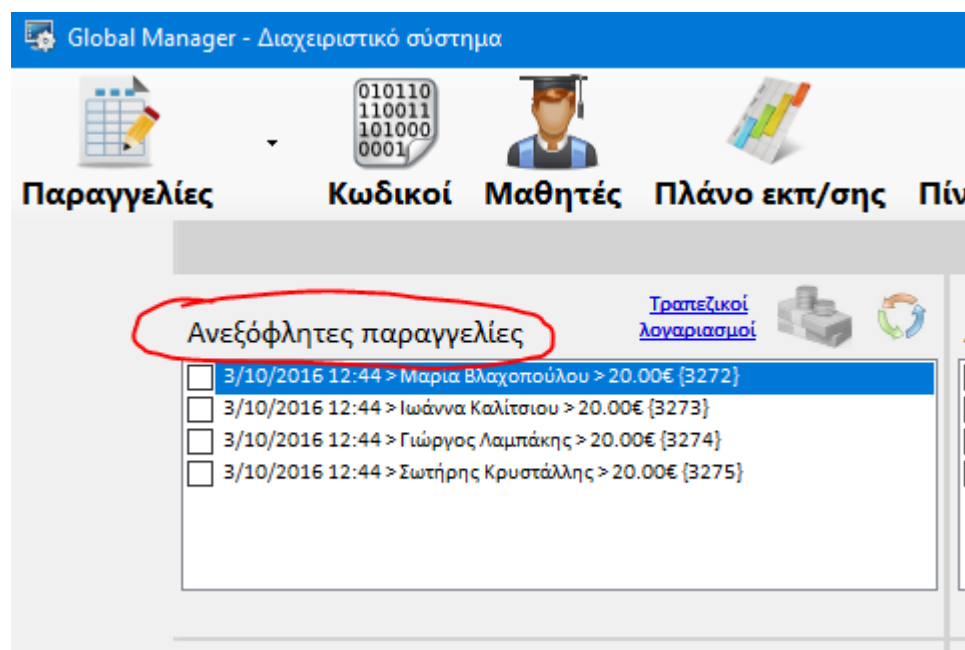 Global Manager - Διαχειριστικό σύστημα
010110
110011
101000
0001
Παραγγελίες Κωδικοί Μαθητές Πλάνο εκπ/σης Πίν
Τραπεζικοί
λογαριασμοί
Ανεξόφλητες παραγγελίες
3/10/2016 12:44 > Μαρία Βλαχοπούλου > 20.00€ {3272}
3/10/2016 12:44 > Ιωάννα Καλίτσιου > 20.00€ {3273}
3/10/2016 12:44 > Γιώργος Λαμπάκης > 20.00€ {3274}
3/10/2016 12:44 > Σωτήρης Κρυστάλλης > 20.00€ {3275}